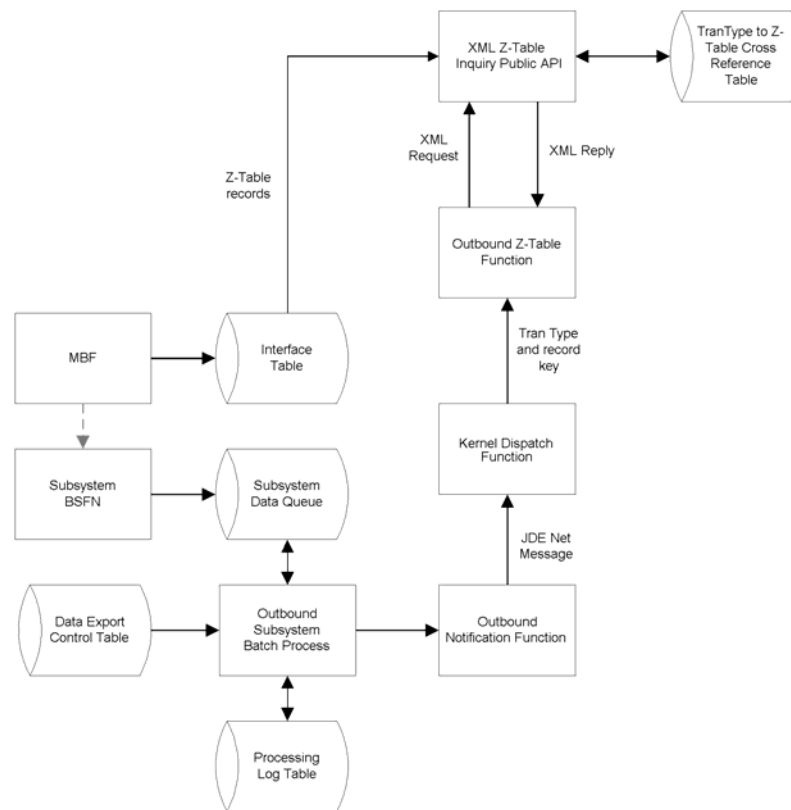 XML Z-Table
Inquiry Public API
TranType to Z-
Table Cross
Reference
Table
XML
Request
XML Reply
Z-Table
records
Outbound Z-Table
Function
MBF
Interface
Table
Tran Type
and record
key
Kernel Dispatch
Function
Subsystem
BSFN
Subsystem
Data Queue
JDE Net
Message
Data Export
Control Table
Outbound
Subsystem
Batch Process
Outbound
Notification Function
Processing
Log Table